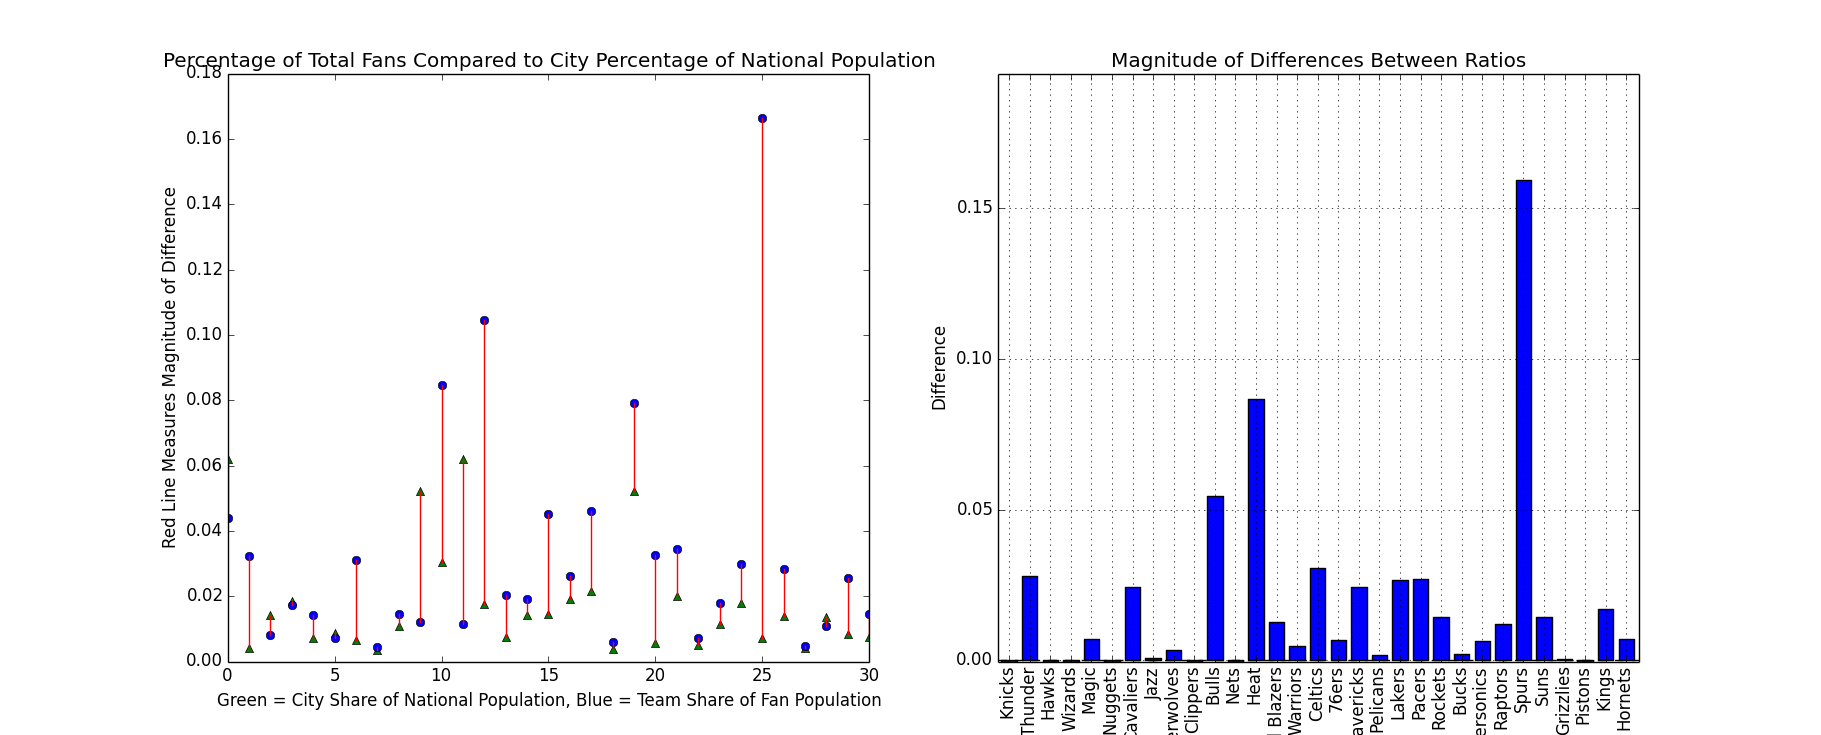 Percentage of Total Fans Compared to City Percentage of National Population
0.18
0.16
0.14
0.12
0.10
0.08
0.06
0.04
0.02
0.00
Red Line Measures Magnitude of Difference
0 5 10 15 20 25 30
Green = City Share of National Population, Blue = Team Share of Fan Population
Magnitude of Differences Between Ratios
0.15
0.10
0.05
0.00
Difference
Knicks
Thunder
Hawks
Wizards
Magic
Nuggets
Cavaliers
Jazz
erwolves
Clippers
Bulls
Nets
Heat
l Blazers
Warriors
Celtics
76ers
avericks
Pelicans
Lakers
Pacers
Rockets
Bucks
ersonics
Raptors
Spurs
Suns
Grizzlies
Pistons
Kings
Hornets